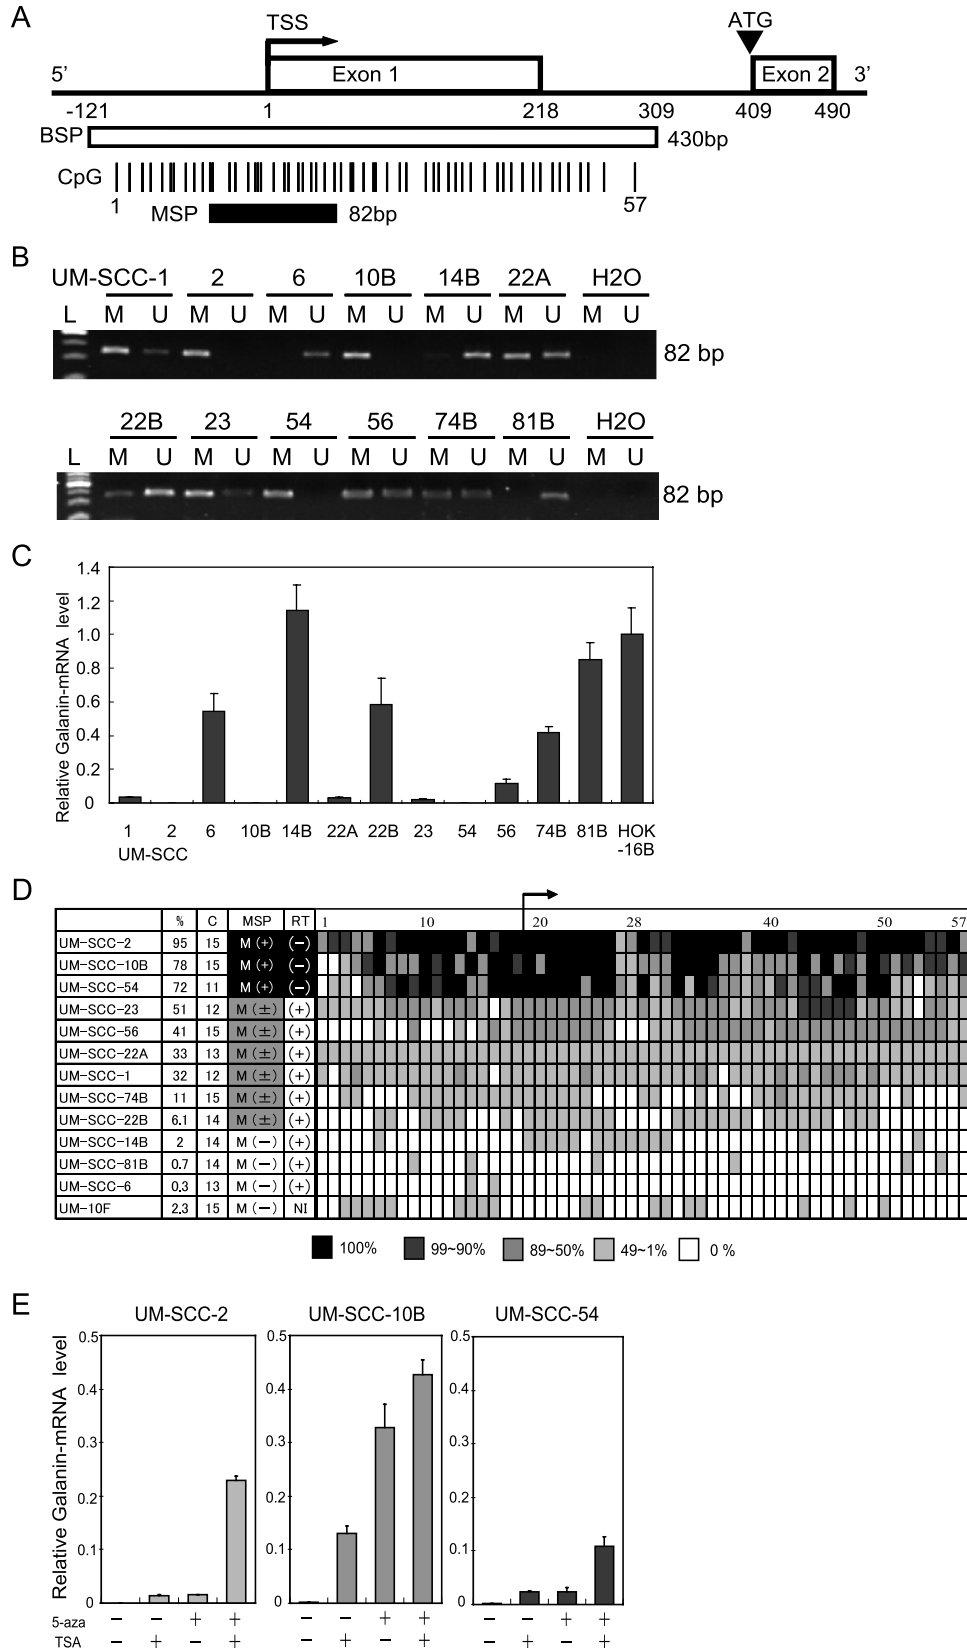 A
TSS
ATG
5’ Exon 1 Exon 2 3’
-121 1 218 309 409 490
BSP 430bp
CpG
1 57
MSP 82bp
B
UM-SCC-1 2 6 10B 14B 22A H2O
L M U M U M U M U M U M U M U
82 bp
22B 23 54 56 74B 81B H2O
L M U M U M U M U M U M U M U
82 bp
C
Relative Galanin-mRNA level
1.4
1.2
1.0
0.8
0.6
0.4
0.2
0
1 2 6 10B 14B 22A 22B 23 54 56 74B 81B HOK
UM-SCC -16B
D
% C MSP RT 1 10 20 28 40 50 57
UM-SCC-2 95 15 M (+) (−)
UM-SCC-10B 78 15 M (+) (−)
UM-SCC-54 72 11 M (+) (−)
UM-SCC-23 51 12 M (±) (+)
UM-SCC-56 41 15 M (±) (+)
UM-SCC-22A 33 13 M (±) (+)
UM-SCC-1 32 12 M (±) (+)
UM-SCC-74B 11 15 M (±) (+)
UM-SCC-22B 6.1 14 M (±) (+)
UM-SCC-14B 2 14 M (−) (+)
UM-SCC-81B 0.7 14 M (−) (+)
UM-SCC-6 0.3 13 M (−) (+)
UM-10F 2.3 15 M (−) NI
100% 99~90% 89~50% 49~1% 0 %
E
UM-SCC-2 UM-SCC-10B UM-SCC-54
Relative Galanin-mRNA level
0.5 0.5 0.5
0.4 0.4 0.4
0.3 0.3 0.3
0.2 0.2 0.2
0.1 0.1 0.1
0 0 0
5-aza − − + + − − + + − − + +
TSA − + − + − + − + − + − +